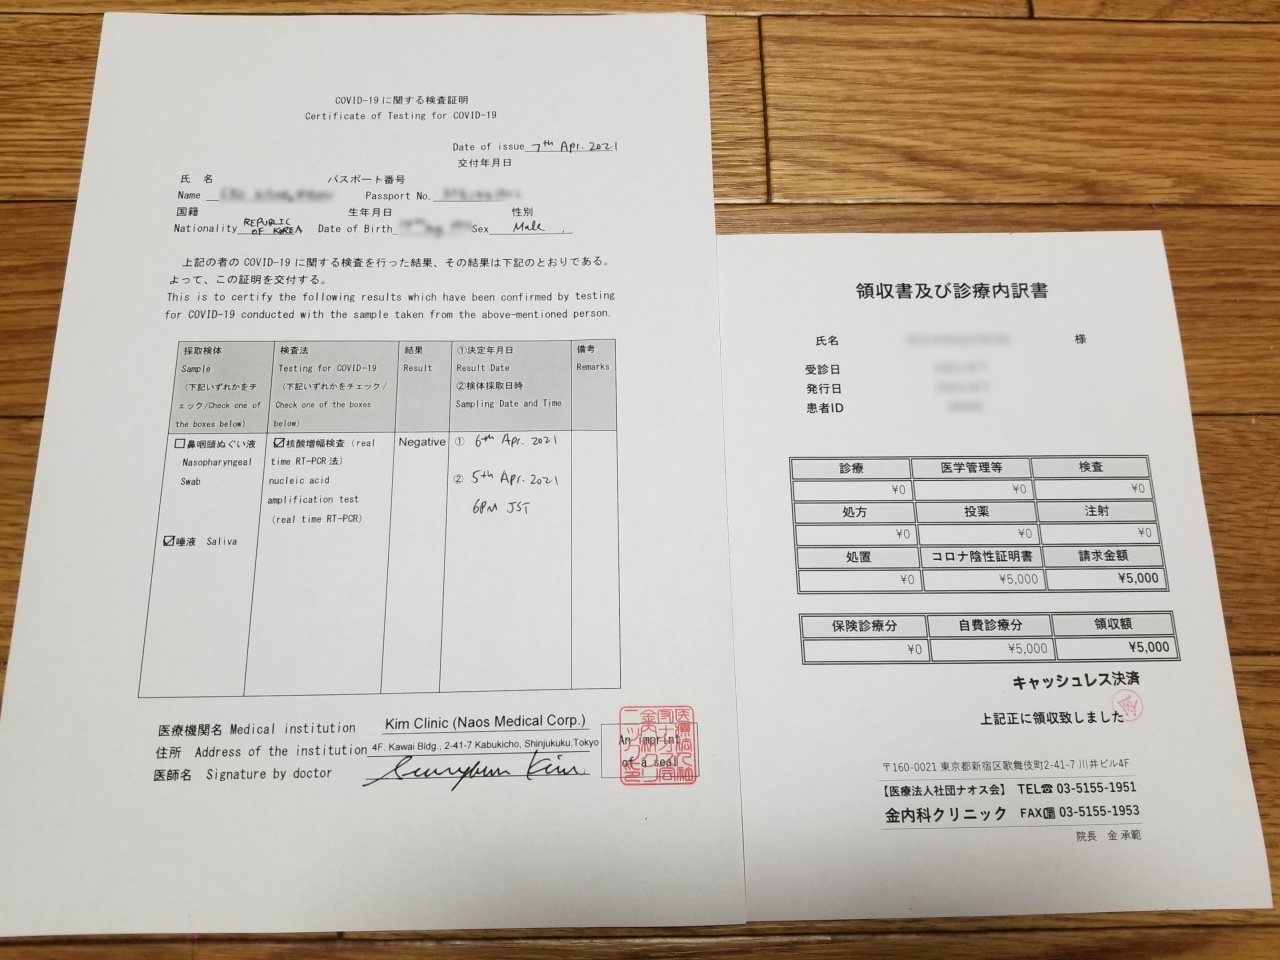 COVID-19 に関する検査証明
Certificate of Testing for COVID-19
Date of issue 7th Apr. 2021
交付年月日
氏 名 パスポート番号
Name Passport No.
国籍 生年月日 性別
Nationality REPUBLIC OF KOREA Date of Birth Sex Male
上記の者の COVID-19 に関する検査を行った結果、その結果は下記のとおりである。
よって、この証明を交付する。
This is to certify the following results which have been confirmed by testing
for COVID-19 conducted with the sample taken from the above-mentioned person.
採取検体
Sample
(下記いずれかをチ
ェック/Check one of
the boxes below)
検査法
Testing for COVID-19
(下記いずれかをチェック/
Check one of the boxes
below)
結果
Result
①決定年月日
Result Date
②検体採取日時
Sampling Date and Time
備考
Remarks
□鼻咽頭ぬぐい液
Nasopharyngeal
Swab
☑唾液 Saliva
☑核酸増幅検査 (real
time RT-PCR 法)
nucleic acid
amplification test
(real time RT-PCR)
Negative
① 6th Apr. 2021
② 5th Apr. 2021
6PM JST
医療機関名 Medical institution Kim Clinic (Naos Medical Corp.)
住所 Address of the institution 4F. Kawai Bldg., 2-41-7 Kabukicho, Shinjukuku,Tokyo
医師名 Signature by doctor
An imprint
of a seal
領収書及び診療内訳書
氏名 様
受診日
発行日
患者ID
診療 医学管理等 検査
¥0 ¥0 ¥0
処方 投薬 注射
¥0 ¥0 ¥0
処置 コロナ陰性証明書 請求金額
¥0 ¥5,000 ¥5,000
保険診療分 自費診療分 領収額
¥0 ¥5,000 ¥5,000
キャッシュレス決済
上記正に領収致しました
金
〒160-0021 東京都新宿区歌舞伎町2-41-7 川井ビル4F
【医療法人社団ナオス会】 TEL☎ 03-5155-1951
金内科クリニック FAX 03-5155-1953
院長 金 承範